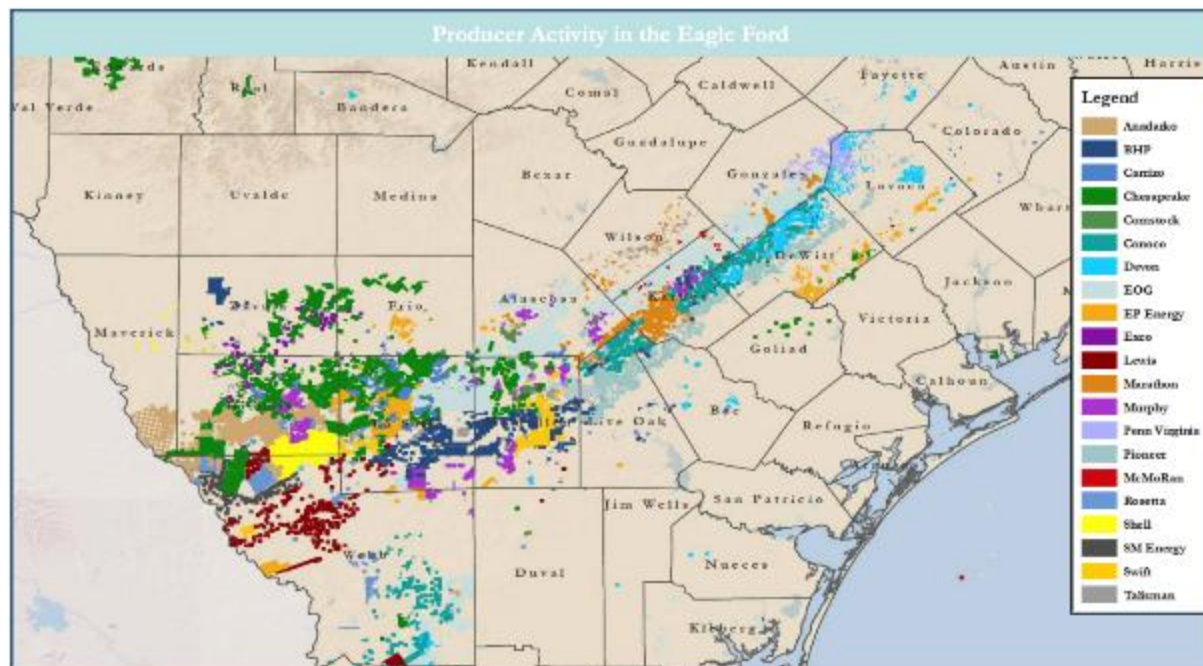 Producer Activity in the Eagle Ford
Kendall
Austin
Harris
Val Verde
Real
Bandera
Comal
Caldwell
Fayette
Guadalupe
Colorado
Kinney
Uvalde
Medina
Bexar
Gonzales
Lavaca
Wilson
DeWitt
Maverick
Frio
Atascosa
Jackson
Goliad
Victoria
Calhoun
Bee
Live Oak
Refugio
San Patricio
Jim Wells
Webb
Duval
Nueces
Legend
Anadarko
BHP
Carrizo
Chesapeake
Comstock
Conoco
Devon
EOG
EP Energy
Exco
Lewis
Marathon
Murphy
Penn Virginia
Pioneer
McMoRan
Rosetta
Shell
SM Energy
Swift
Talisman